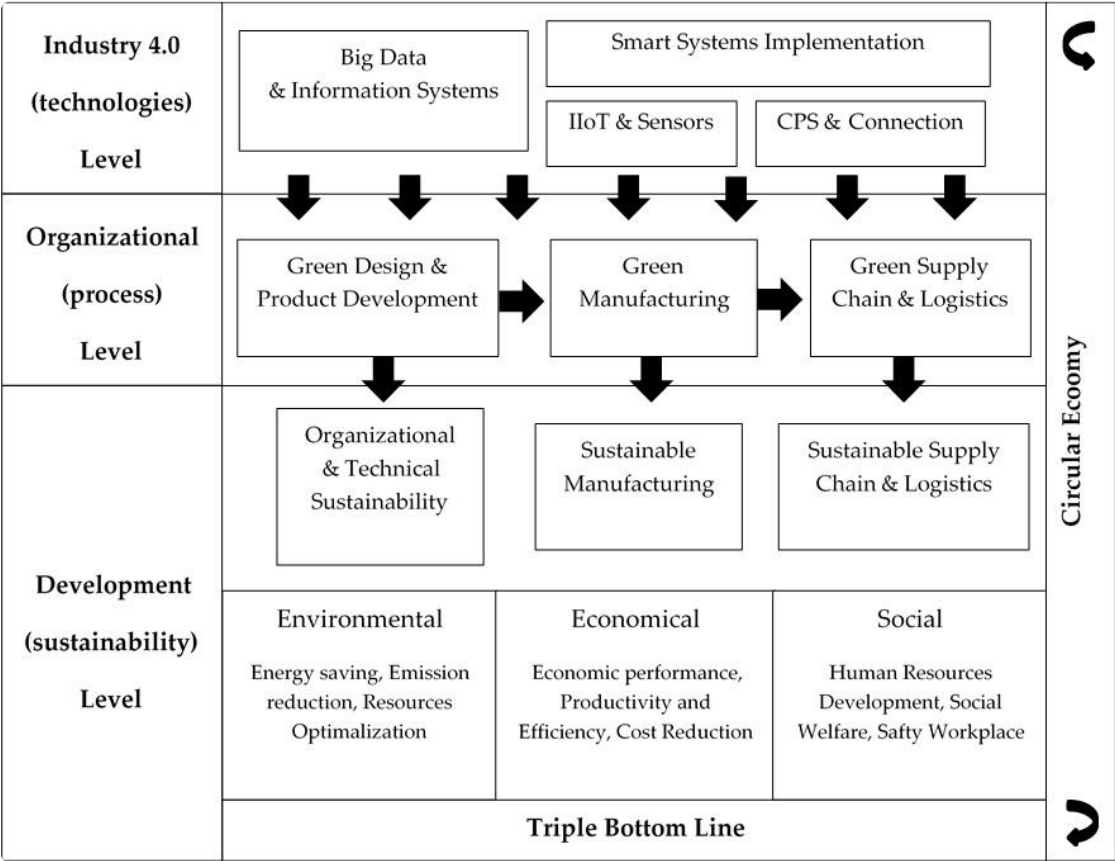 Industry 4.0
(technologies)
Level
Big Data
& Information Systems
Smart Systems Implementation
IIoT & Sensors
CPS & Connection
Organizational
(process)
Level
Green Design &
Product Development
Green
Manufacturing
Green Supply
Chain & Logistics
Development
(sustainability)
Level
Organizational
& Technical
Sustainability
Sustainable
Manufacturing
Sustainable Supply
Chain & Logistics
Environmental
Energy saving, Emission
reduction, Resources
Optimalization
Economical
Economic performance,
Productivity and
Efficiency, Cost Reduction
Social
Human Resources
Development, Social
Welfare, Safty Workplace
Triple Bottom Line
Circular Ecoomy